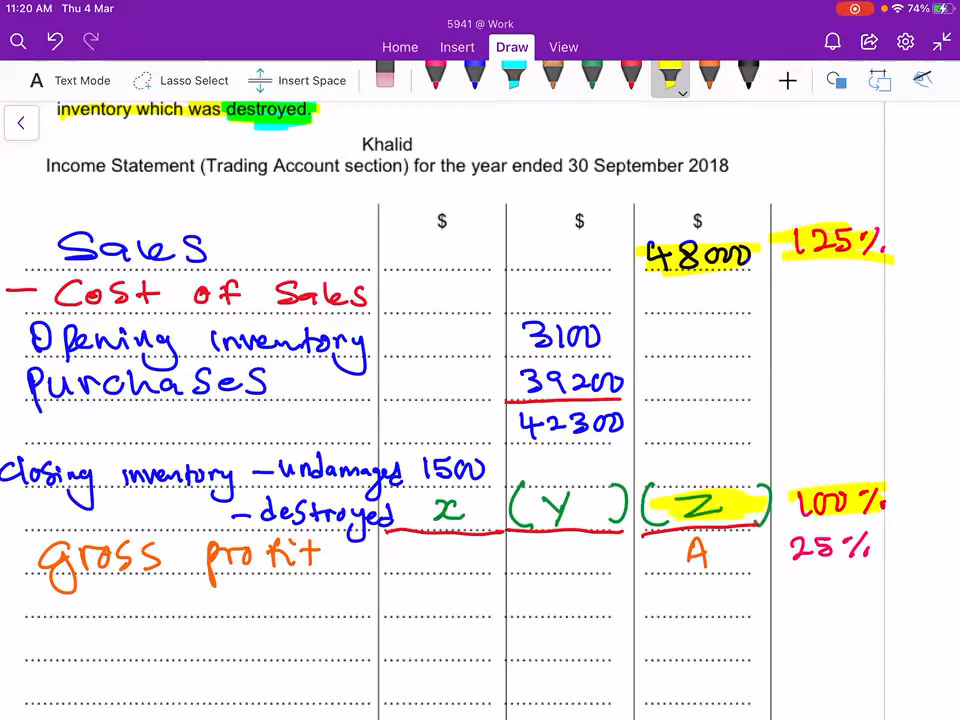 11:20 AM Thu 4 Mar
74%
5941 @ Work
Home Insert Draw View
Text Mode Lasso Select Insert Space
inventory which was destroyed.
Khalid
Income Statement (Trading Account section) for the year ended 30 September 2018
$ $ $
Sales 48000 125%
- Cost of Sales
Opening inventory 3100
Purchases 39200
42300
Closing inventory - undamaged 1500
- destroyed x (Y) (Z) 100%
gross profit A 25%